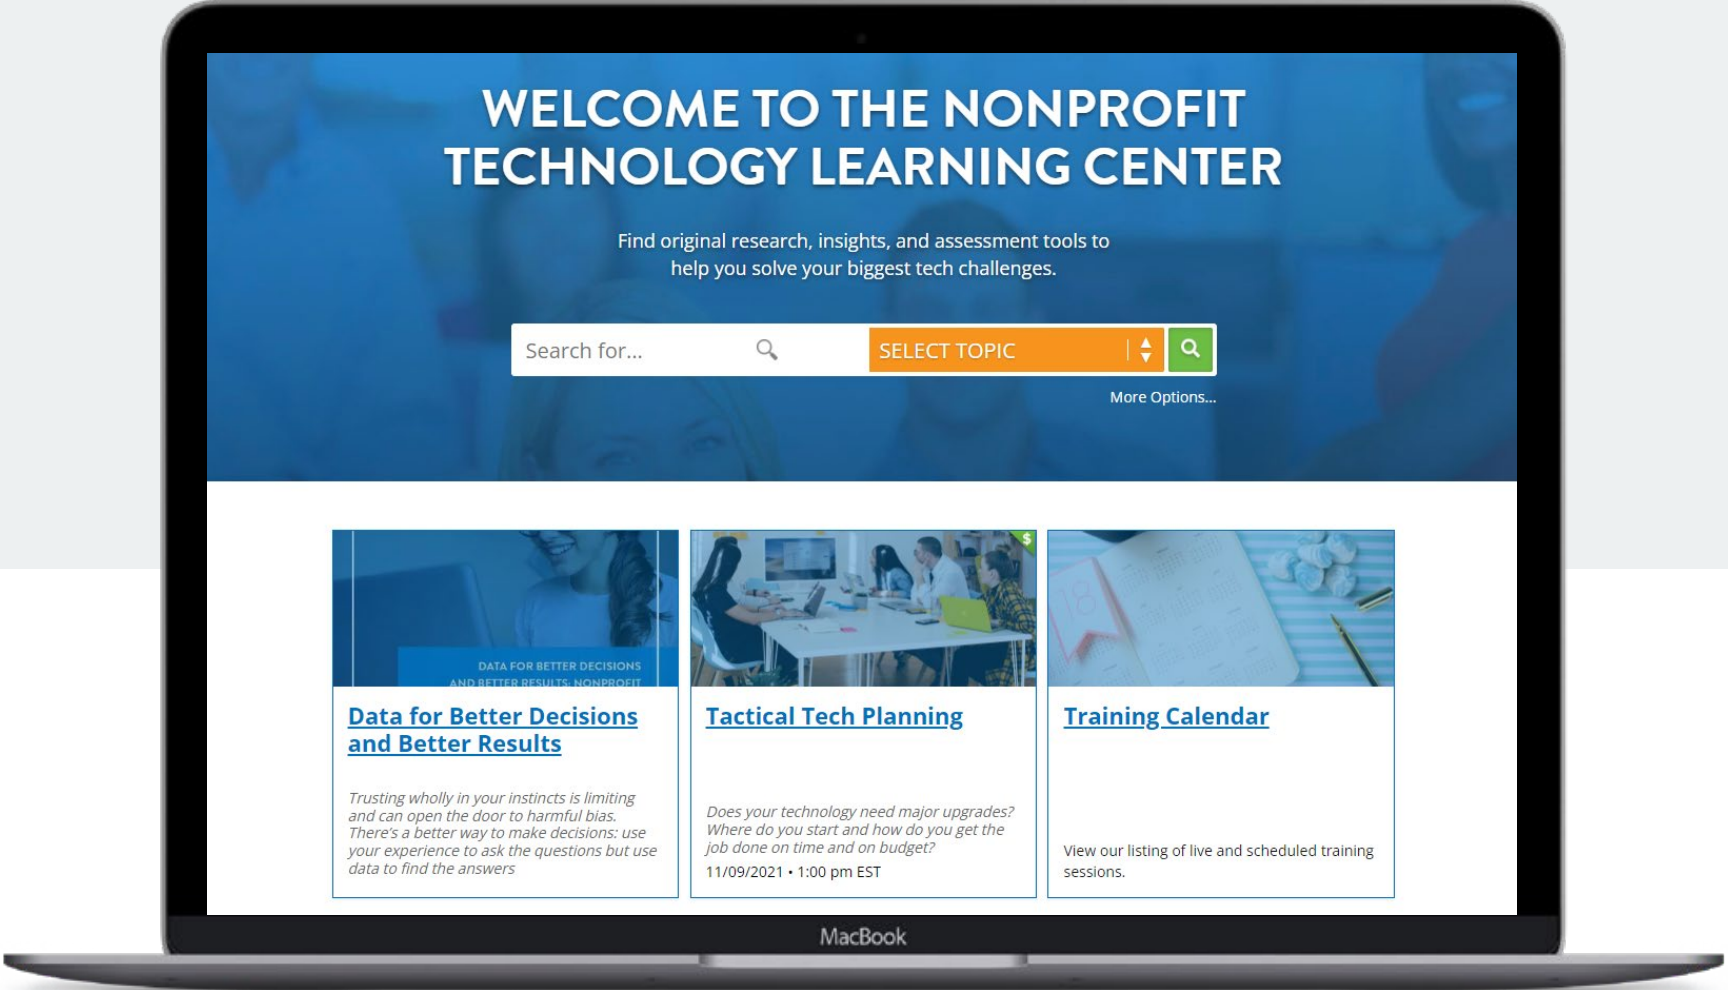 WELCOME TO THE NONPROFIT
TECHNOLOGY LEARNING CENTER
Find original research, insights, and assessment tools to
help you solve your biggest tech challenges.
Search for...
SELECT TOPIC
More Options...
DATA FOR BETTER DECISIONS
AND BETTER RESULTS: NONPROFIT
Data for Better Decisions
and Better Results
Trusting wholly in your instincts is limiting
and can open the door to harmful bias.
There's a better way to make decisions: use
your experience to ask the questions but use
data to find the answers
$
Tactical Tech Planning
Does your technology need major upgrades?
Where do you start and how do you get the
job done on time and on budget?
11/09/2021 • 1:00 pm EST
18
Training Calendar
View our listing of live and scheduled training
sessions.
MacBook